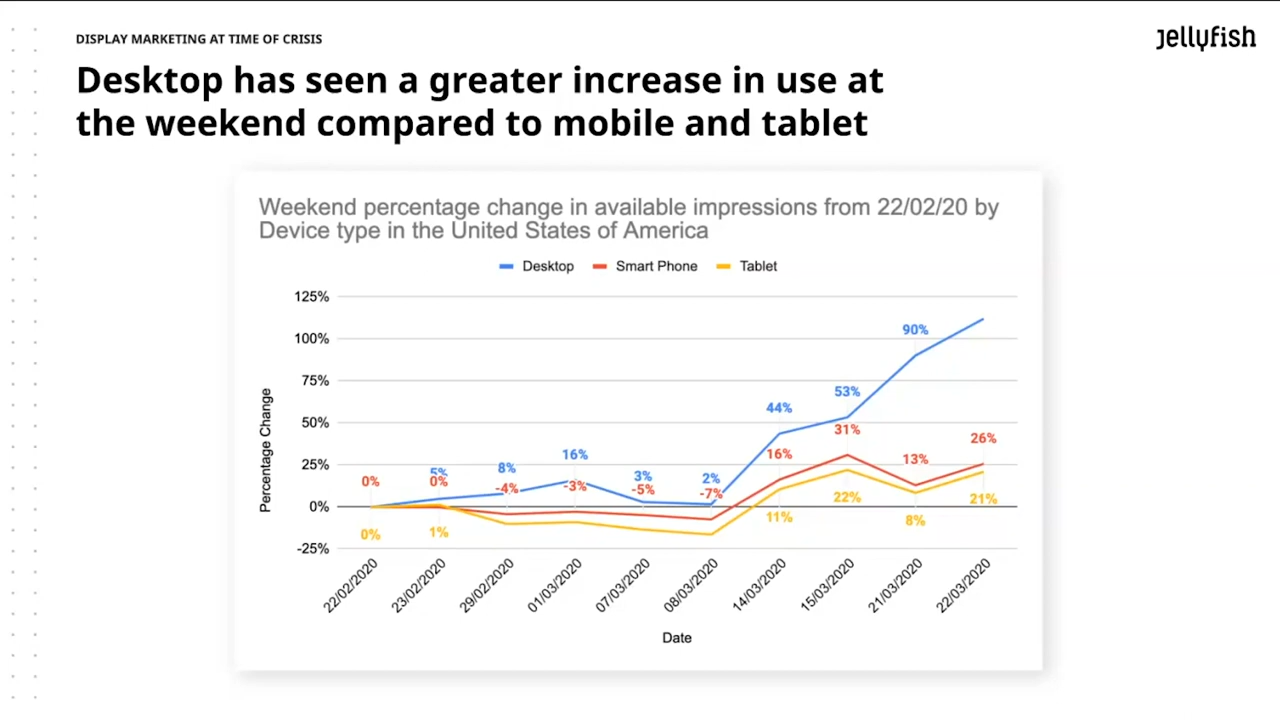 DISPLAY MARKETING AT TIME OF CRISIS
jellyfish
Desktop has seen a greater increase in use at
the weekend compared to mobile and tablet
Weekend percentage change in available impressions from 22/02/20 by
Device type in the United States of America
Desktop Smart Phone Tablet
125%
100%
75%
50%
25%
0%
-25%
Percentage Change
5% 8% 16% 3% 2% 44% 53% 90%
0% 0% -4% -3% -5% -7% 16% 31% 13% 26%
0% 1% 11% 22% 8% 21%
22/02/2020 23/02/2020 29/02/2020 01/03/2020 07/03/2020 08/03/2020 14/03/2020 15/03/2020 21/03/2020 22/03/2020
Date